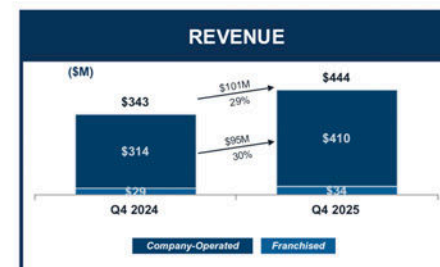 REVENUE
($M)
$343
$101M
29%
$444
$314
$95M
30%
$410
$29
$34
Q4 2024
Q4 2025
Company-Operated
Franchised